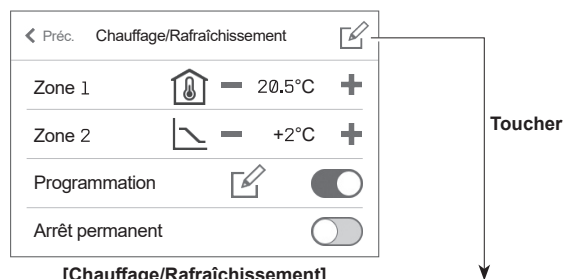 Préc. Chauffage/Rafraîchissement
Zone 1 20.5°C
Zone 2 +2°C
Toucher
Programmation
Arrêt permanent
[Chauffage/Rafraîchissement]